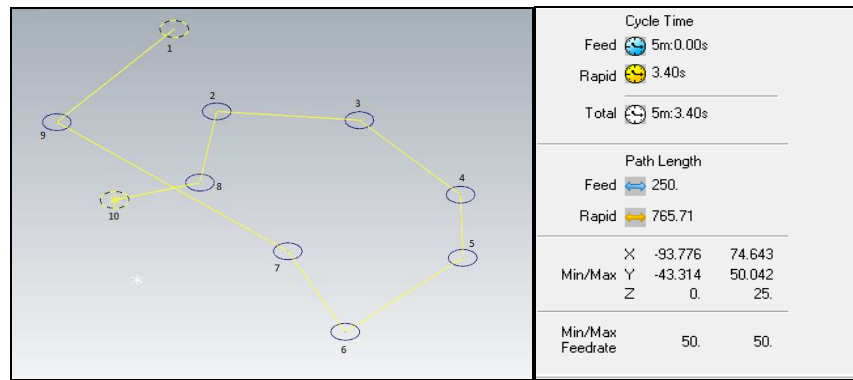 1
2
3
9
4
8
10
5
7
6
Cycle Time
Feed 5m:0.00s
Rapid 3.40s
Total 5m:3.40s
Path Length
Feed 250.
Rapid 765.71
X -93.776 74.643
Min/Max Y -43.314 50.042
Z 0. 25.
Min/Max
Feedrate 50. 50.